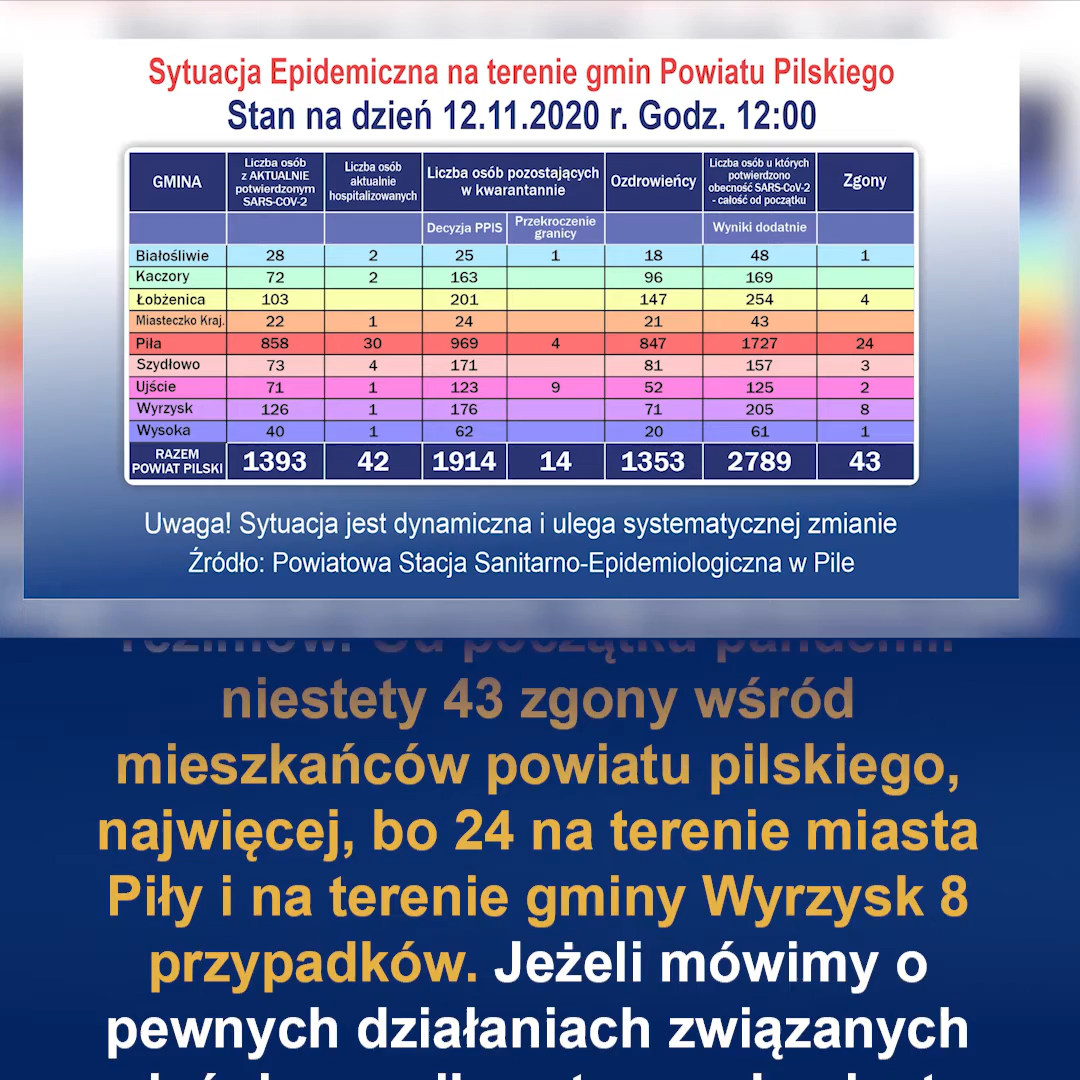 Sytuacja Epidemiczna na terenie gmin Powiatu Pilskiego
Stan na dzień 12.11.2020 r. Godz. 12:00
GMINA | Liczba osób z AKTUALNIE potwierdzonym SARS-COV-2 | Liczba osób aktualnie hospitalizowanych | Liczba osób pozostających w kwarantannie | Ozdrowieńcy | Liczba osób u których potwierdzono obecność SARS-CoV-2 - całość od początku | Zgony
Decyzja PPIS | Przekroczenie granicy | Wyniki dodatnie
Białośliwie 28 2 25 1 18 48 1
Kaczory 72 2 163 96 169
Łobżenica 103 201 147 254 4
Miasteczko Kraj. 22 1 24 21 43
Piła 858 30 969 4 847 1727 24
Szydłowo 73 4 171 81 157 3
Ujście 71 1 123 9 52 125 2
Wyrzysk 126 1 176 71 205 8
Wysoka 40 1 62 20 61 1
RAZEM POWIAT PILSKI 1393 42 1914 14 1353 2789 43
Uwaga! Sytuacja jest dynamiczna i ulega systematycznej zmianie
Źródło: Powiatowa Stacja Sanitarno-Epidemiologiczna w Pile
Od początku pandemii
niestety 43 zgony wśród
mieszkańców powiatu pilskiego,
najwięcej, bo 24 na terenie miasta
Piły i na terenie gminy Wyrzysk 8
przypadków. Jeżeli mówimy o
pewnych działaniach związanych